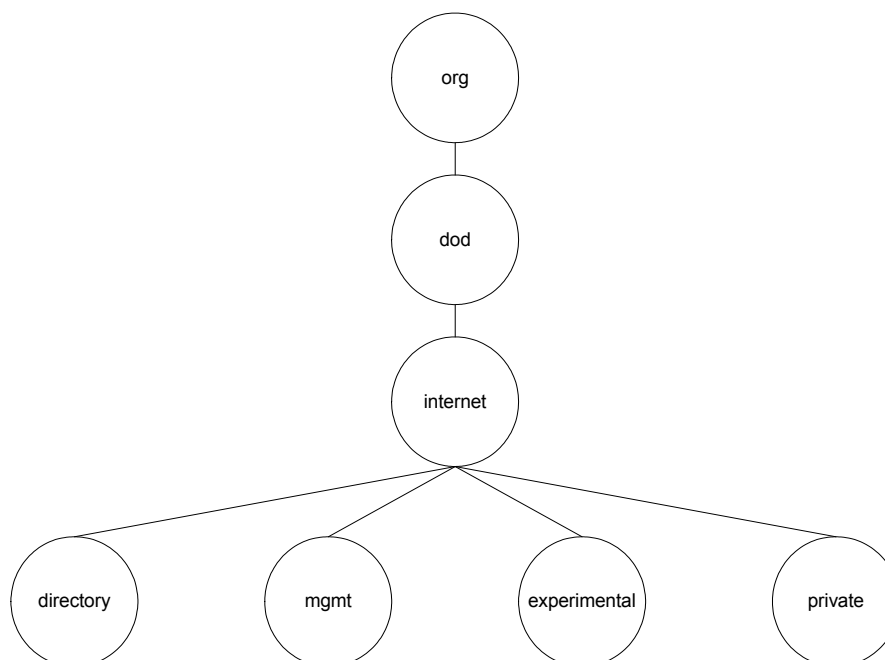 org
dod
internet
directory
mgmt
experimental
private